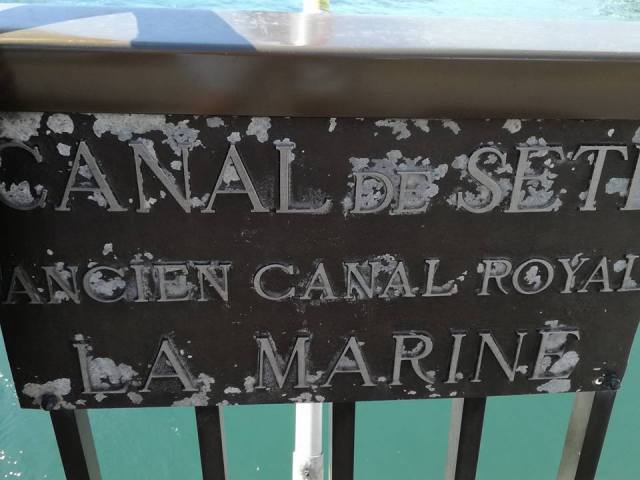 CANAL DE SETE
ANCIEN CANAL ROYAL
LA MARINE